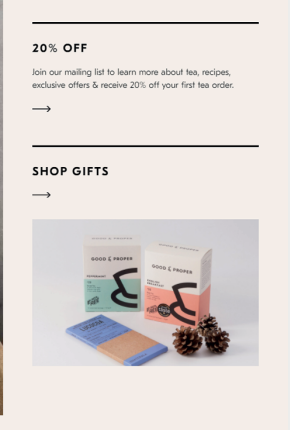 20% OFF
Join our mailing list to learn more about tea, recipes,
exclusive offers & receive 20% off your first tea order.
SHOP GIFTS
GOOD & PROPER
GOOD & PROPER